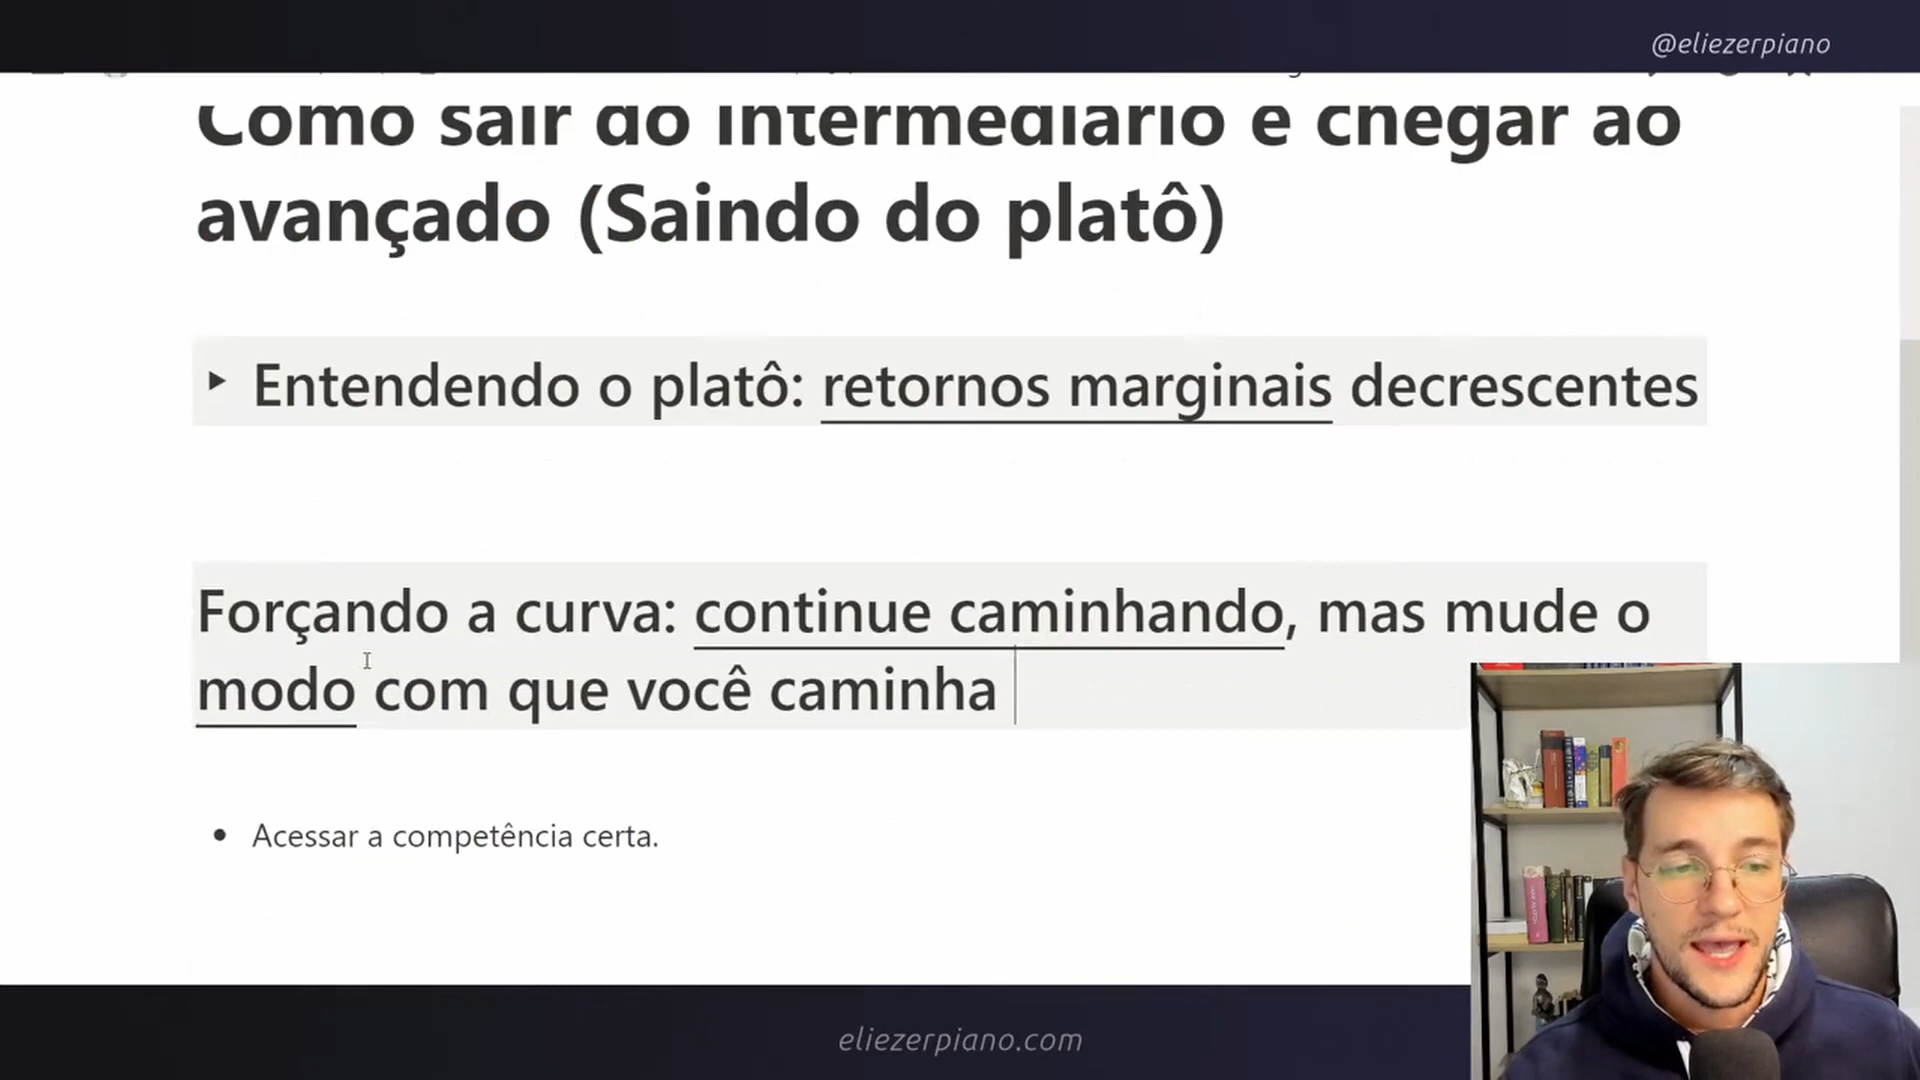 @eliezerpiano
Como sair do intermediário e chegar ao
avançado (Saindo do platô)
Entendendo o platô: retornos marginais decrescentes
Forçando a curva: continue caminhando, mas mude o
modo com que você caminha
• Acessar a competência certa.
eliezerpiano.com